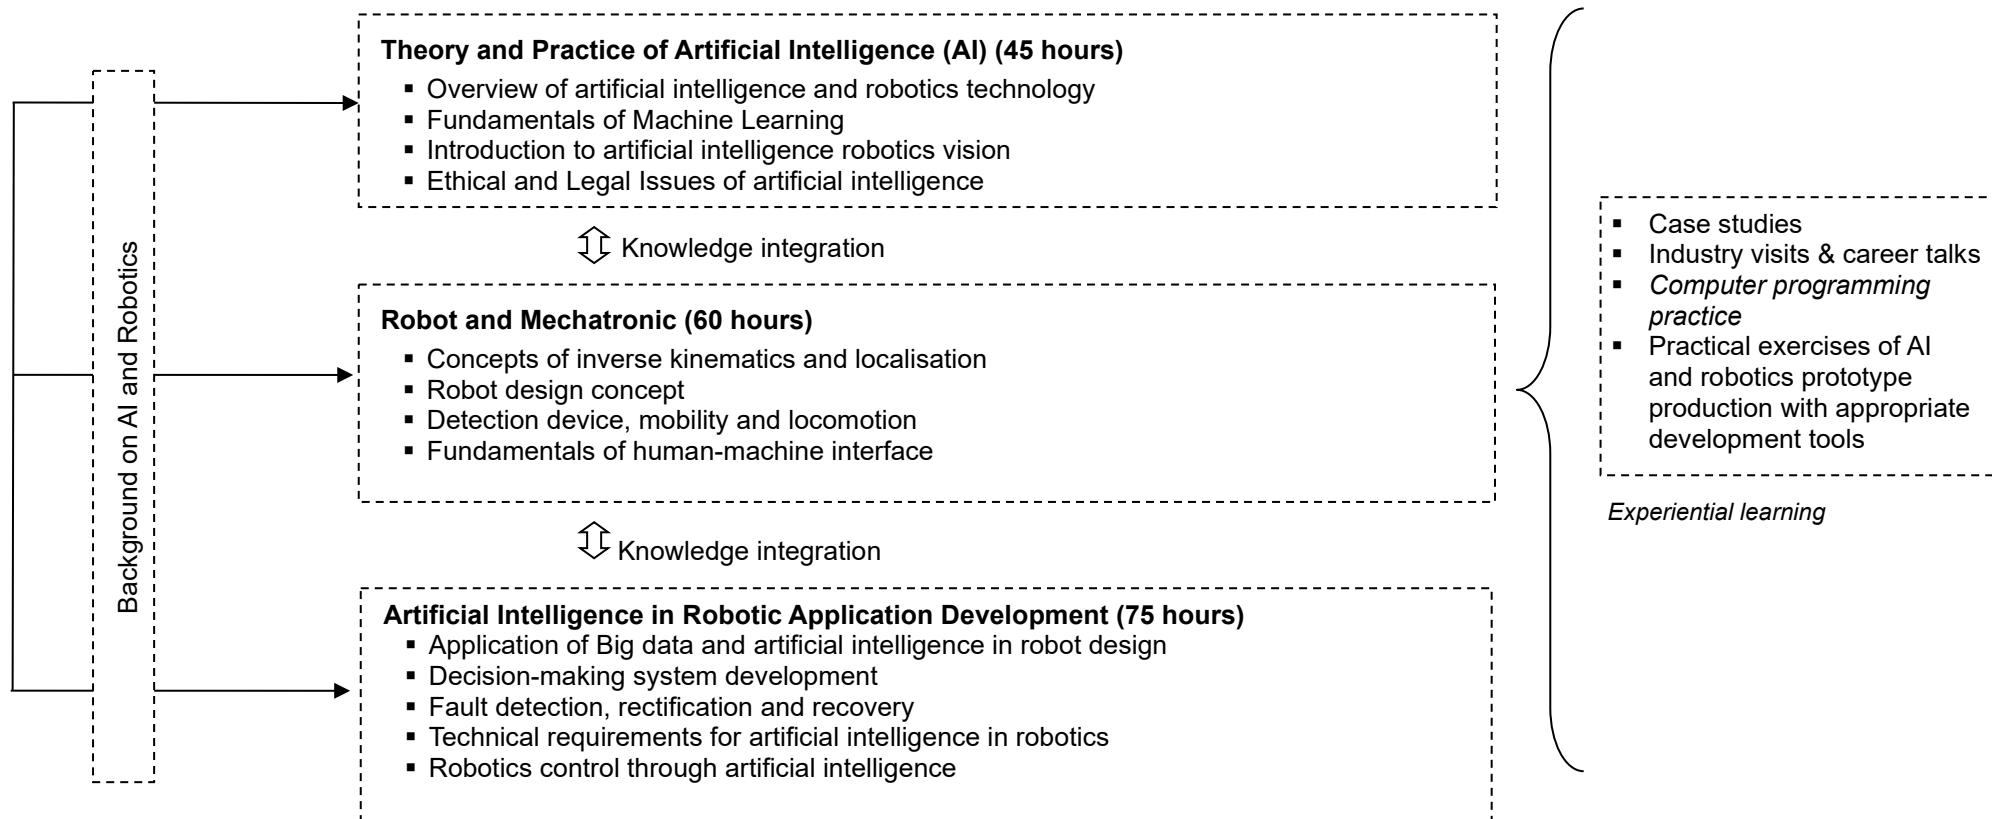 Background on AI and Robotics
Theory and Practice of Artificial Intelligence (AI) (45 hours)
▪ Overview of artificial intelligence and robotics technology
▪ Fundamentals of Machine Learning
▪ Introduction to artificial intelligence robotics vision
▪ Ethical and Legal Issues of artificial intelligence
Knowledge integration
Robot and Mechatronic (60 hours)
▪ Concepts of inverse kinematics and localisation
▪ Robot design concept
▪ Detection device, mobility and locomotion
▪ Fundamentals of human-machine interface
Knowledge integration
Artificial Intelligence in Robotic Application Development (75 hours)
▪ Application of Big data and artificial intelligence in robot design
▪ Decision-making system development
▪ Fault detection, rectification and recovery
▪ Technical requirements for artificial intelligence in robotics
▪ Robotics control through artificial intelligence
▪ Case studies
▪ Industry visits & career talks
▪ Computer programming
practice
▪ Practical exercises of AI
and robotics prototype
production with appropriate
development tools
Experiential learning